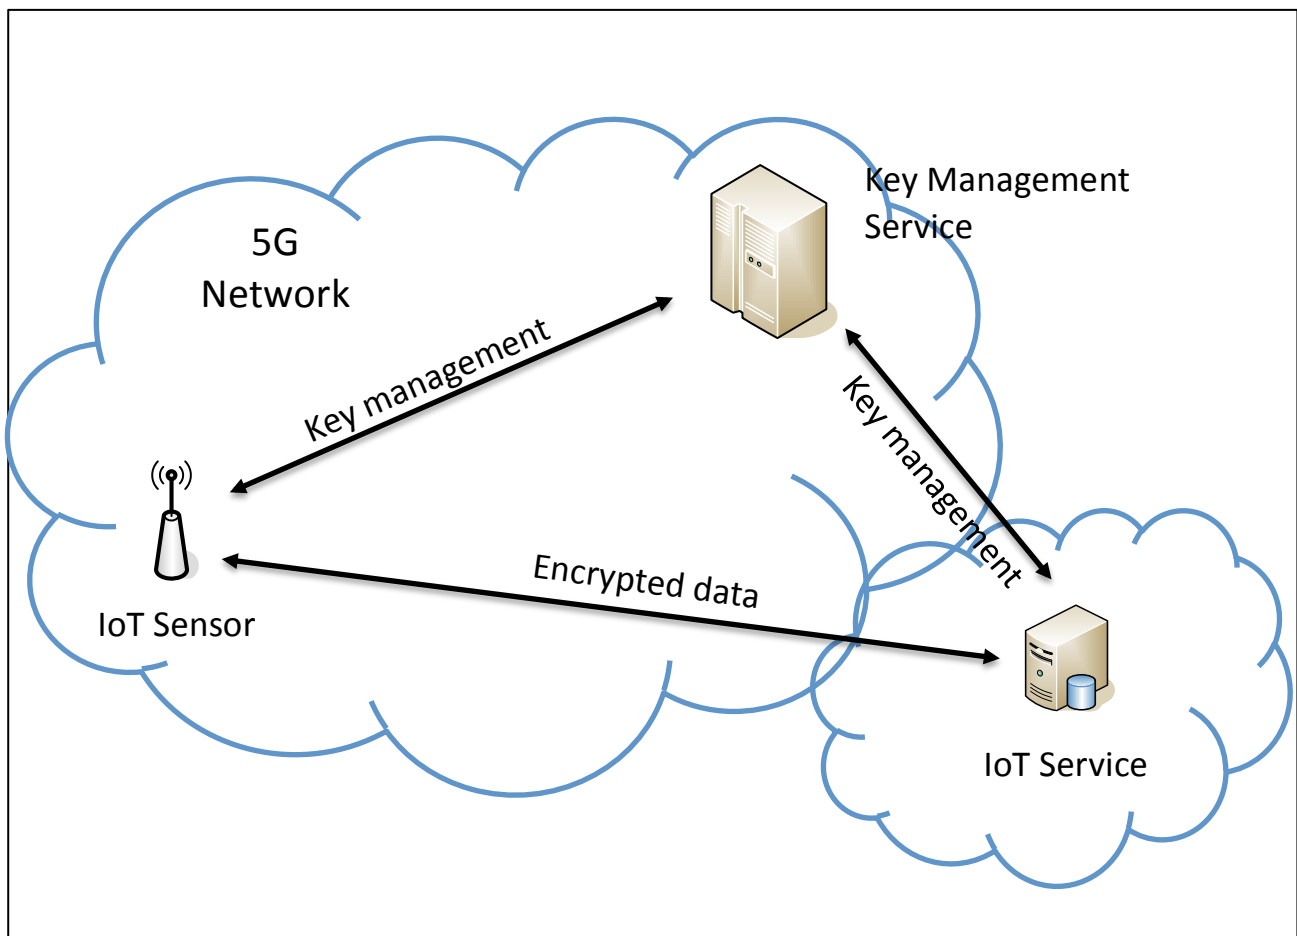 Key Management
Service
5G
Network
Key management
Key management
Encrypted data
IoT Sensor
IoT Service